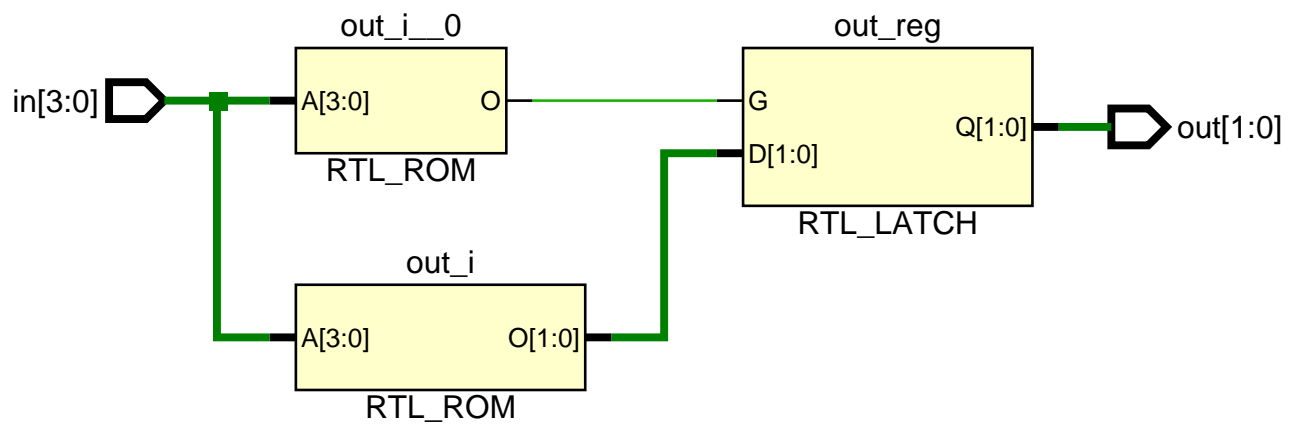 out_i__0
out_reg
in[3:0]
A[3:0]
O
G
D[1:0]
Q[1:0]
out[1:0]
RTL_ROM
RTL_LATCH
out_i
A[3:0]
O[1:0]
RTL_ROM